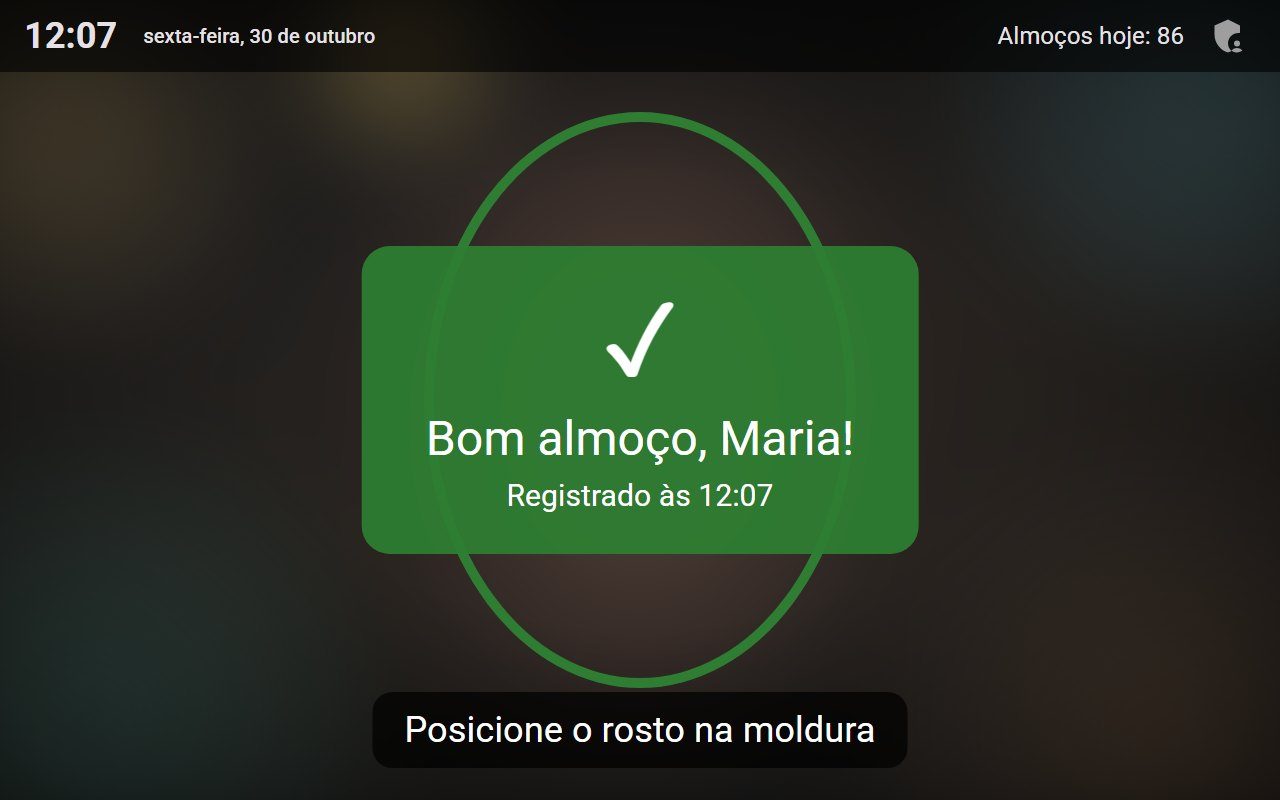 12:07 sexta-feira, 30 de outubro Almoços hoje: 86
Bom almoço, Maria!
Registrado às 12:07
Posicione o rosto na moldura